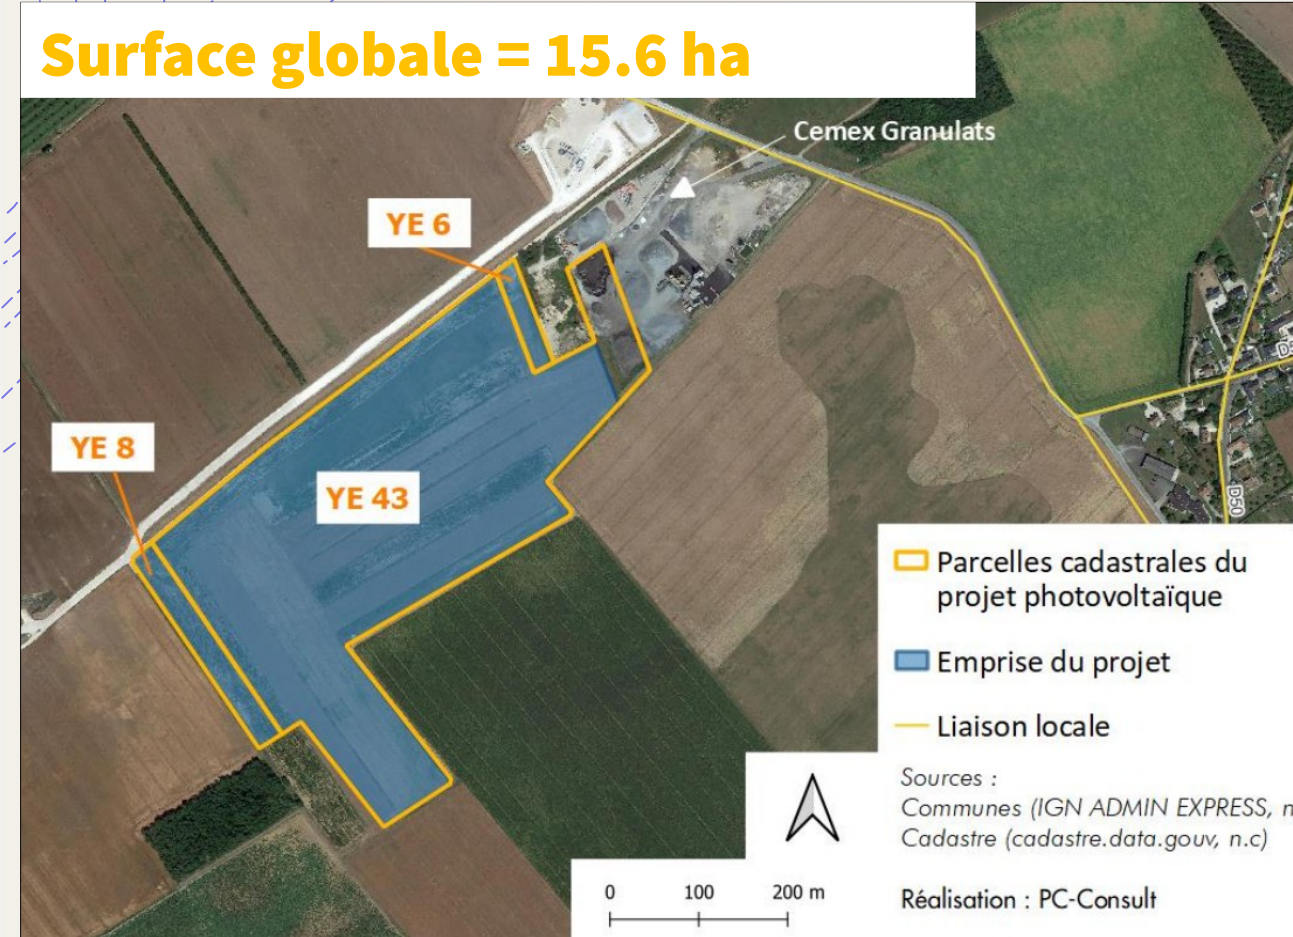 Surface globale = 15.6 ha
Cemex Granulats
YE 6
YE 8
YE 43
D50
Parcelles cadastrales du
projet photovoltaïque
Emprise du projet
Liaison locale
Sources :
Communes (IGN ADMIN EXPRESS, n
Cadastre (cadastre.data.gouv, n.c)
0 100 200 m
Réalisation : PC-Consult